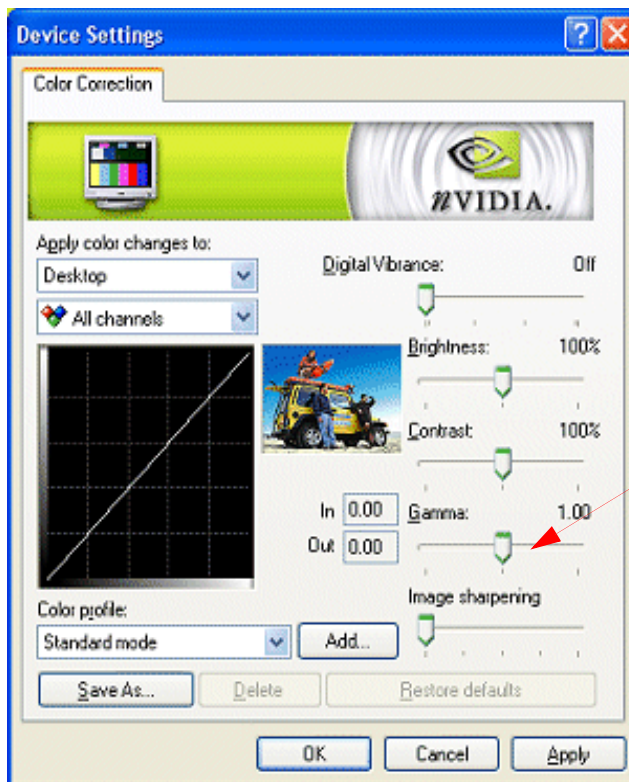 Device Settings
Color Correction
nVIDIA.
Apply color changes to:
Desktop
All channels
Digital Vibrance: Off
Brightness: 100%
Contrast: 100%
In 0.00
Out 0.00
Gamma: 1.00
Image sharpening
Color profile:
Standard mode
Add...
Save As...
Delete
Restore defaults
OK
Cancel
Apply